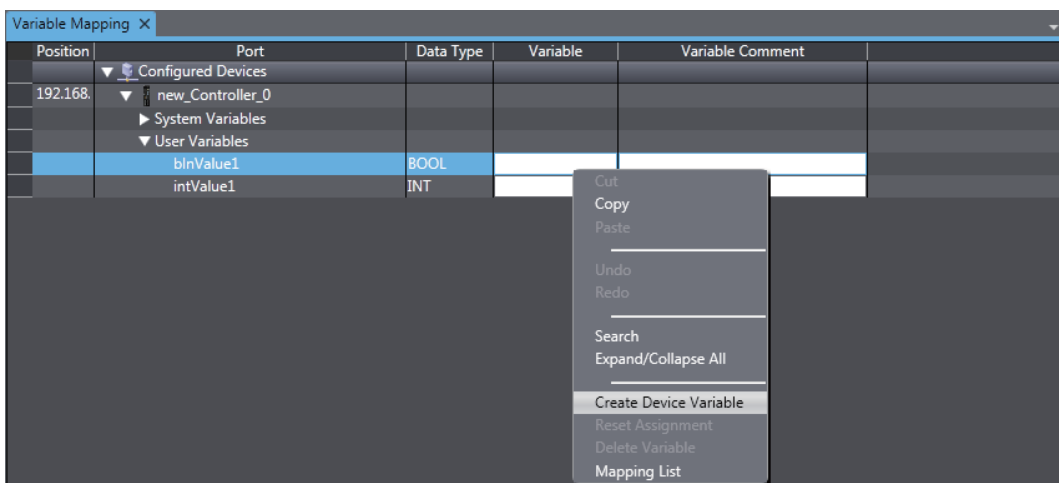 Variable Mapping X
Position Port Data Type Variable Variable Comment
Configured Devices
192.168. new_Controller_0
System Variables
User Variables
blnValue1 BOOL
intValue1 INT
Cut
Copy
Paste
Undo
Redo
Search
Expand/Collapse All
Create Device Variable
Reset Assignment
Delete Variable
Mapping List